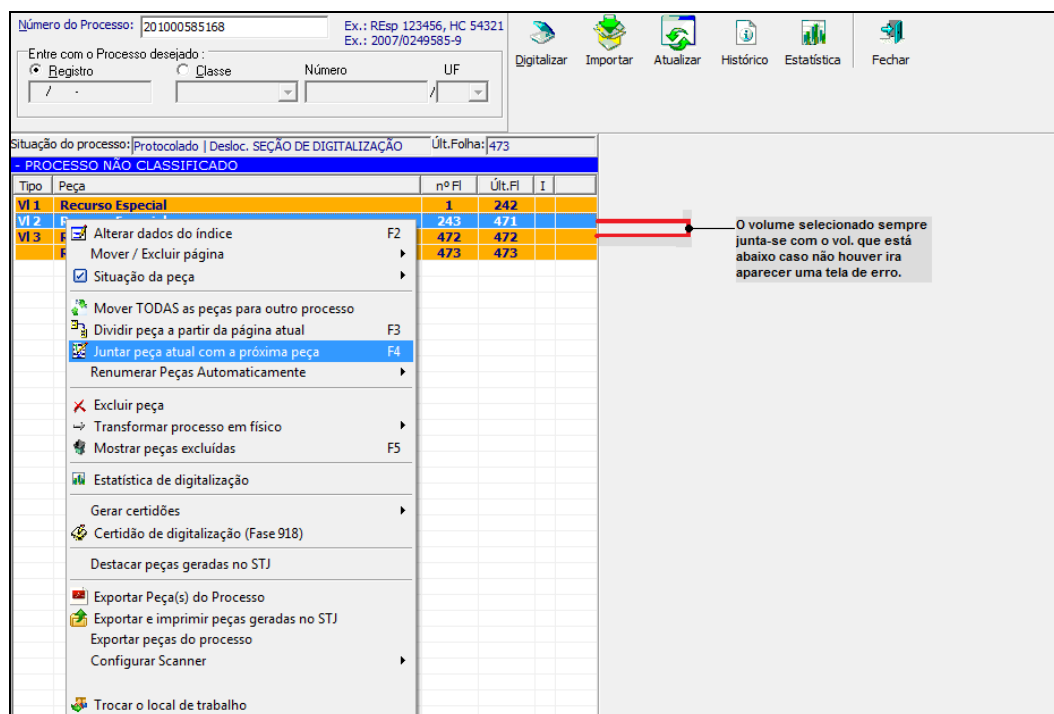 Número do Processo: 201000585168 Ex.: REsp 123456, HC 54321
Ex.: 2007/0249585-9
Entre com o Processo desejado :
Registro Classe Número UF
/ - /
Digitalizar Importar Atualizar Histórico Estatística Fechar
Situação do processo: Protocolado | Desloc. SEÇÃO DE DIGITALIZAÇÃO Últ.Folha: 473
- PROCESSO NÃO CLASSIFICADO
Tipo Peça nº Fl Últ.Fl I
Vl 1 Recurso Especial 1 242
Vl 2 Recurso Especial 243 471
Vl 3 472 472
473 473
Alterar dados do índice F2
Mover / Excluir página
Situação da peça
Mover TODAS as peças para outro processo
Dividir peça a partir da página atual F3
Juntar peça atual com a próxima peça F4
Renumerar Peças Automaticamente
Excluir peça
Transformar processo em físico
Mostrar peças excluídas F5
Estatística de digitalização
Gerar certidões
Certidão de digitalização (Fase 918)
Destacar peças geradas no STJ
Exportar Peça(s) do Processo
Exportar e imprimir peças geradas no STJ
Exportar peças do processo
Configurar Scanner
Trocar o local de trabalho
O volume selecionado sempre
junta-se com o vol. que está
abaixo caso não houver ira
aparecer uma tela de erro.